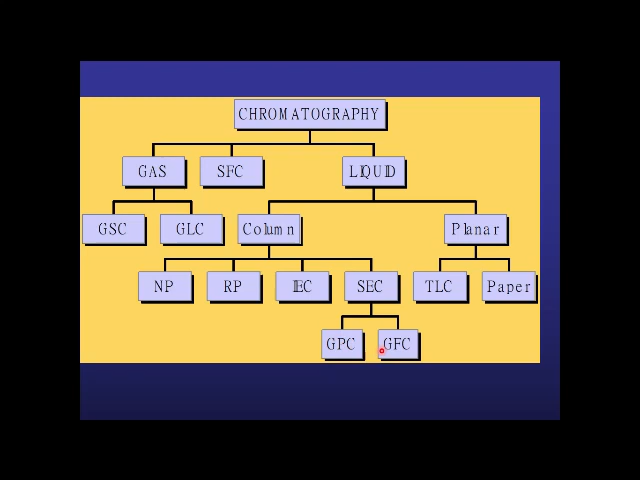 CHROMATOGRAPHY
GAS SFC LIQUID
GSC GLC Column Planar
NP RP IEC SEC TLC Paper
GPC GFC